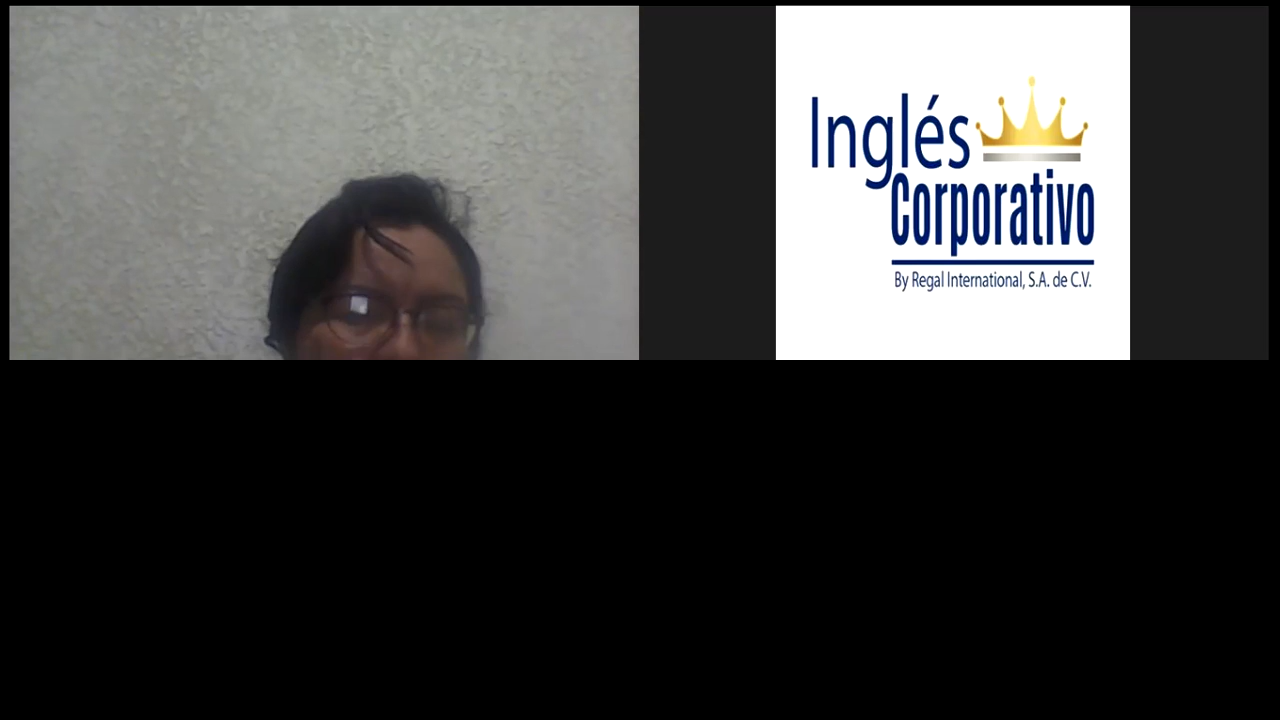 Inglés
Corporativo
By Regal International, S.A. de C.V.